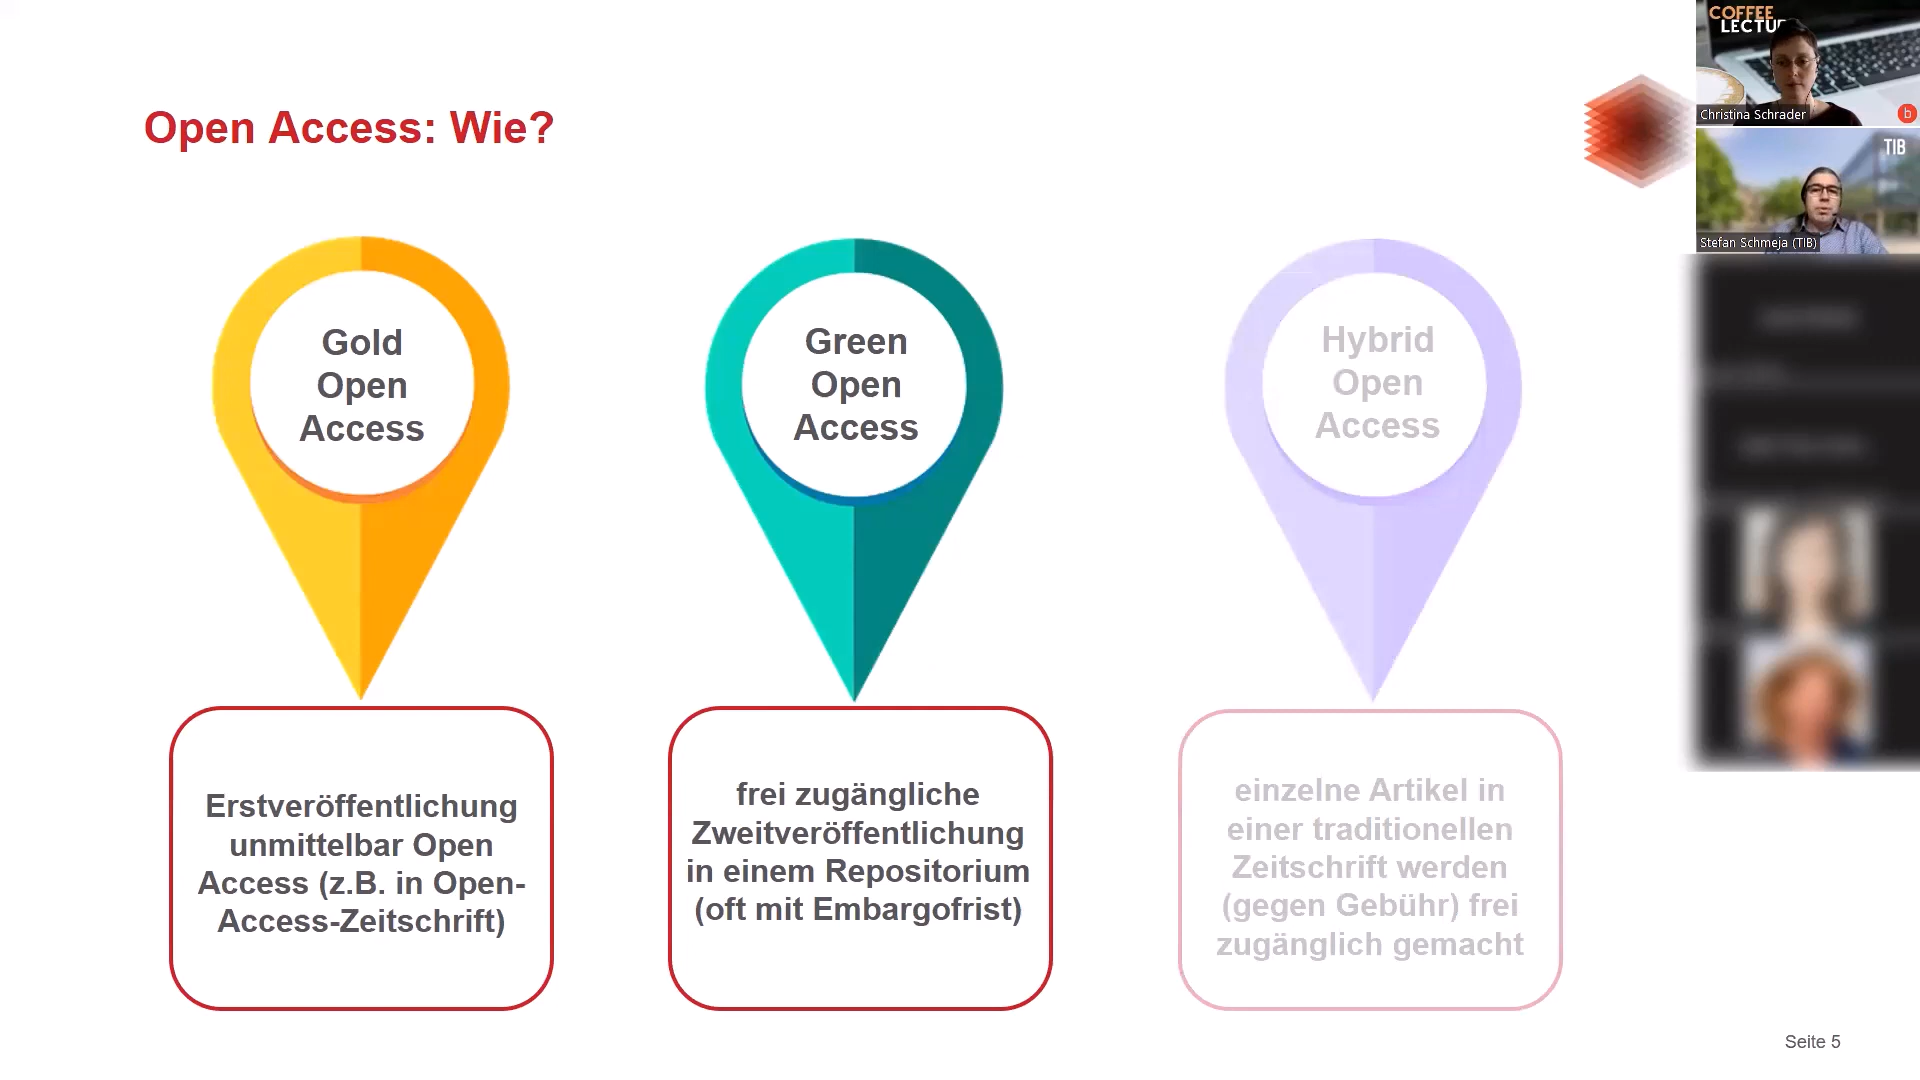 Open Access: Wie?
Gold
Open
Access
Green
Open
Access
Hybrid
Open
Access
Erstveröffentlichung
unmittelbar Open
Access (z.B. in Open-
Access-Zeitschrift)
frei zugängliche
Zweitveröffentlichung
in einem Repositorium
(oft mit Embargofrist)
einzelne Artikel in
einer traditionellen
Zeitschrift werden
(gegen Gebühr) frei
zugänglich gemacht
Seite 5
COFFEE
LECTU
Christina Schrader
b
TIB
Stefan Schmeja (TIB)